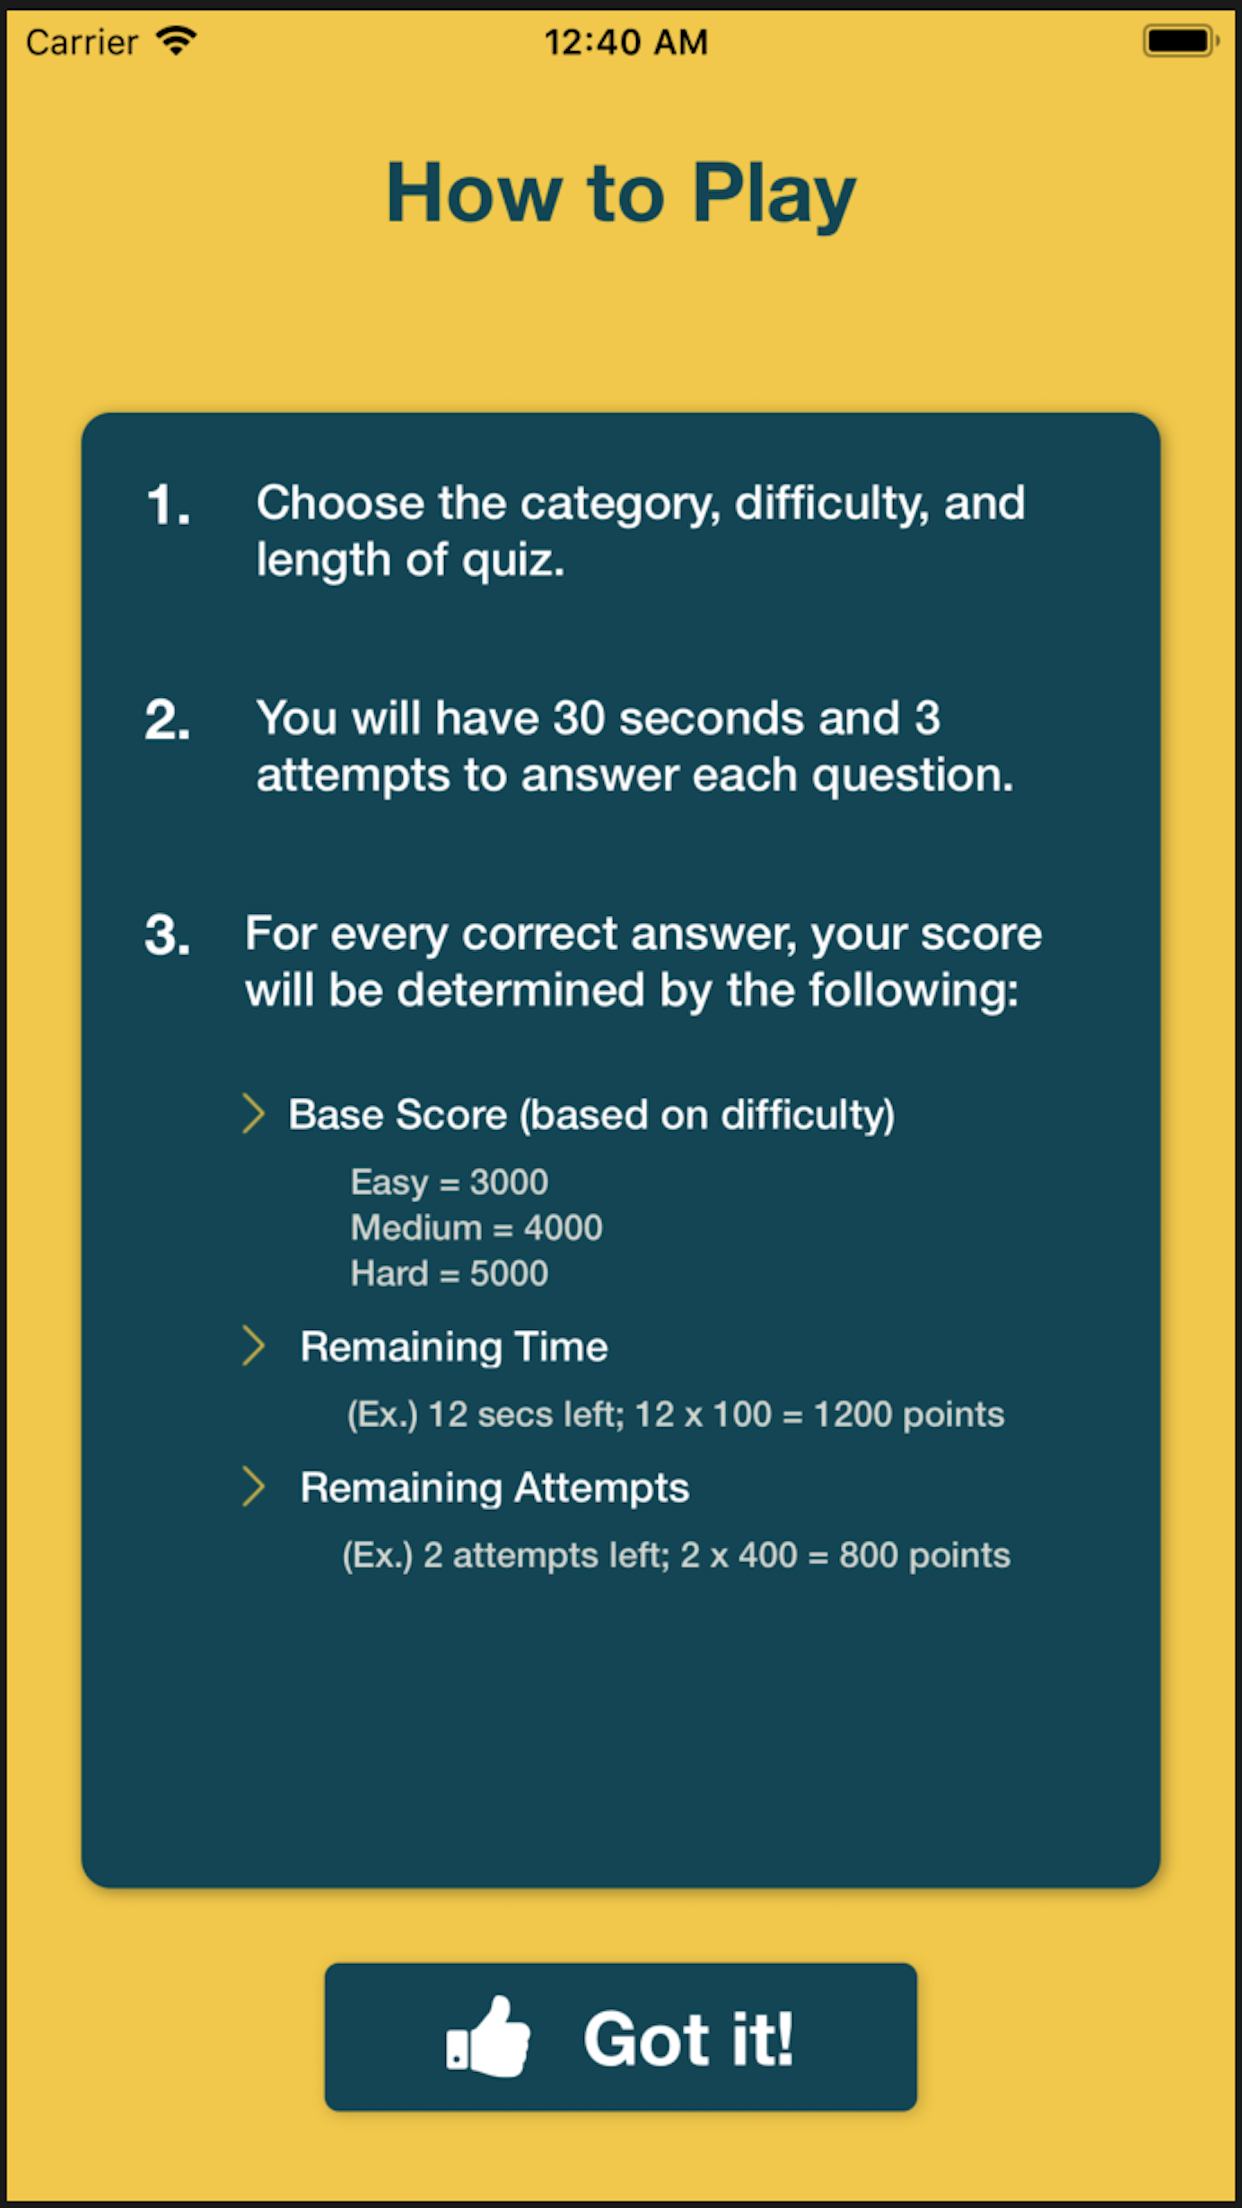 Carrier
12:40 AM
How to Play
1. Choose the category, difficulty, and
length of quiz.
2. You will have 30 seconds and 3
attempts to answer each question.
3. For every correct answer, your score
will be determined by the following:
Base Score (based on difficulty)
Easy = 3000
Medium = 4000
Hard = 5000
Remaining Time
(Ex.) 12 secs left; 12 x 100 = 1200 points
Remaining Attempts
(Ex.) 2 attempts left; 2 x 400 = 800 points
Got it!